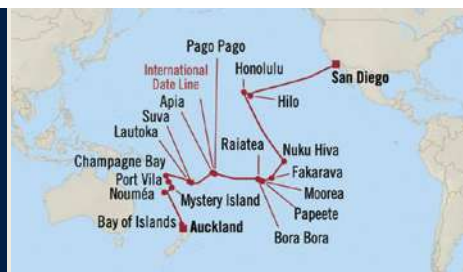 Pago Pago
Honolulu
San Diego
International
Date Line
Hilo
Apia
Suva
Raiatea
Lautoka
Nuku Hiva
Champagne Bay
Fakarava
Port Vila
Moorea
Nouméa
Mystery Island
Papeete
Bay of Islands
Auckland
Bora Bora